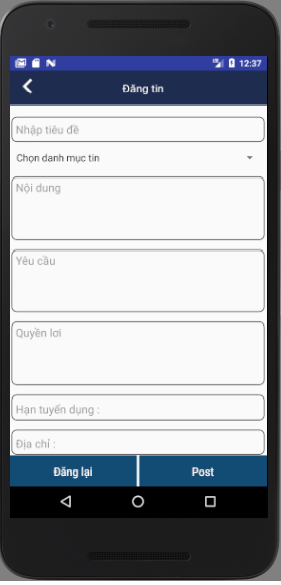 12:37
Đăng tin
Nhập tiêu đề
Chọn danh mục tin
Nội dung
Yêu cầu
Quyền lơi
Hạn tuyển dụng :
Địa chỉ :
Đăng lại Post